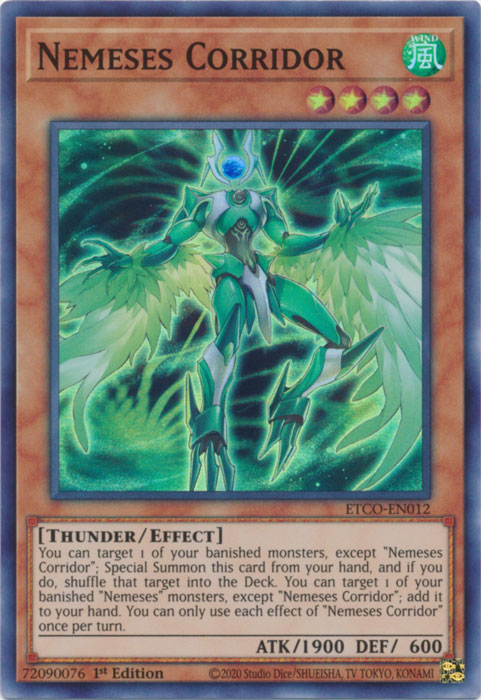 NEMESES CORRIDOR
WIND
風
ETCO-EN012
[THUNDER/EFFECT]
You can target 1 of your banished monsters, except "Nemeses
Corridor"; Special Summon this card from your hand, and if you
do, shuffle that target into the Deck. You can target 1 of your
banished "Nemeses" monsters, except "Nemeses Corridor"; add it
to your hand. You can only use each effect of "Nemeses Corridor"
once per turn.
ATK/1900 DEF/ 600
72090076 1st Edition ©2020 Studio Dice/SHUEISHA, TV TOKYO, KONAMI